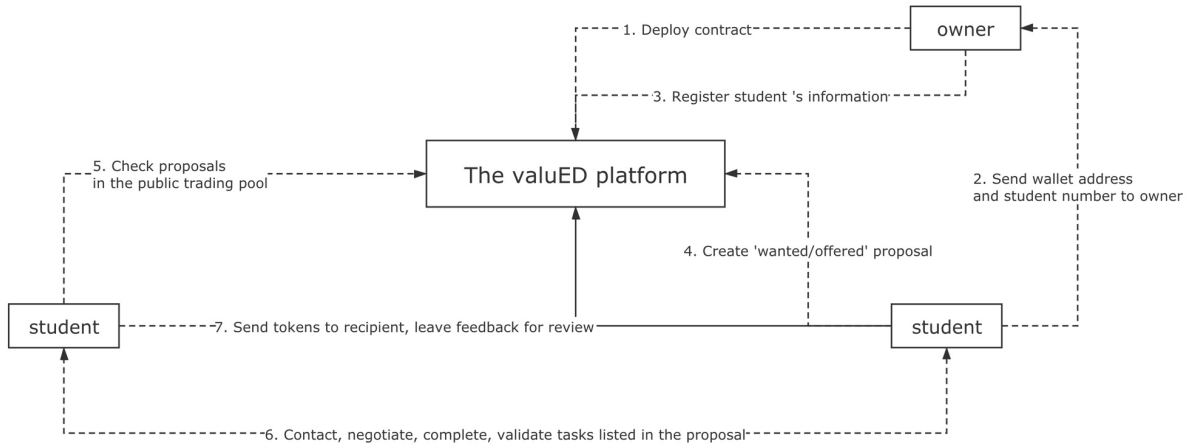 owner
1. Deploy contract
3. Register student 's information
The valuED platform
5. Check proposals
in the public trading pool
2. Send wallet address
and student number to owner
4. Create 'wanted/offered' proposal
student
7. Send tokens to recipient, leave feedback for review
student
6. Contact, negotiate, complete, validate tasks listed in the proposal